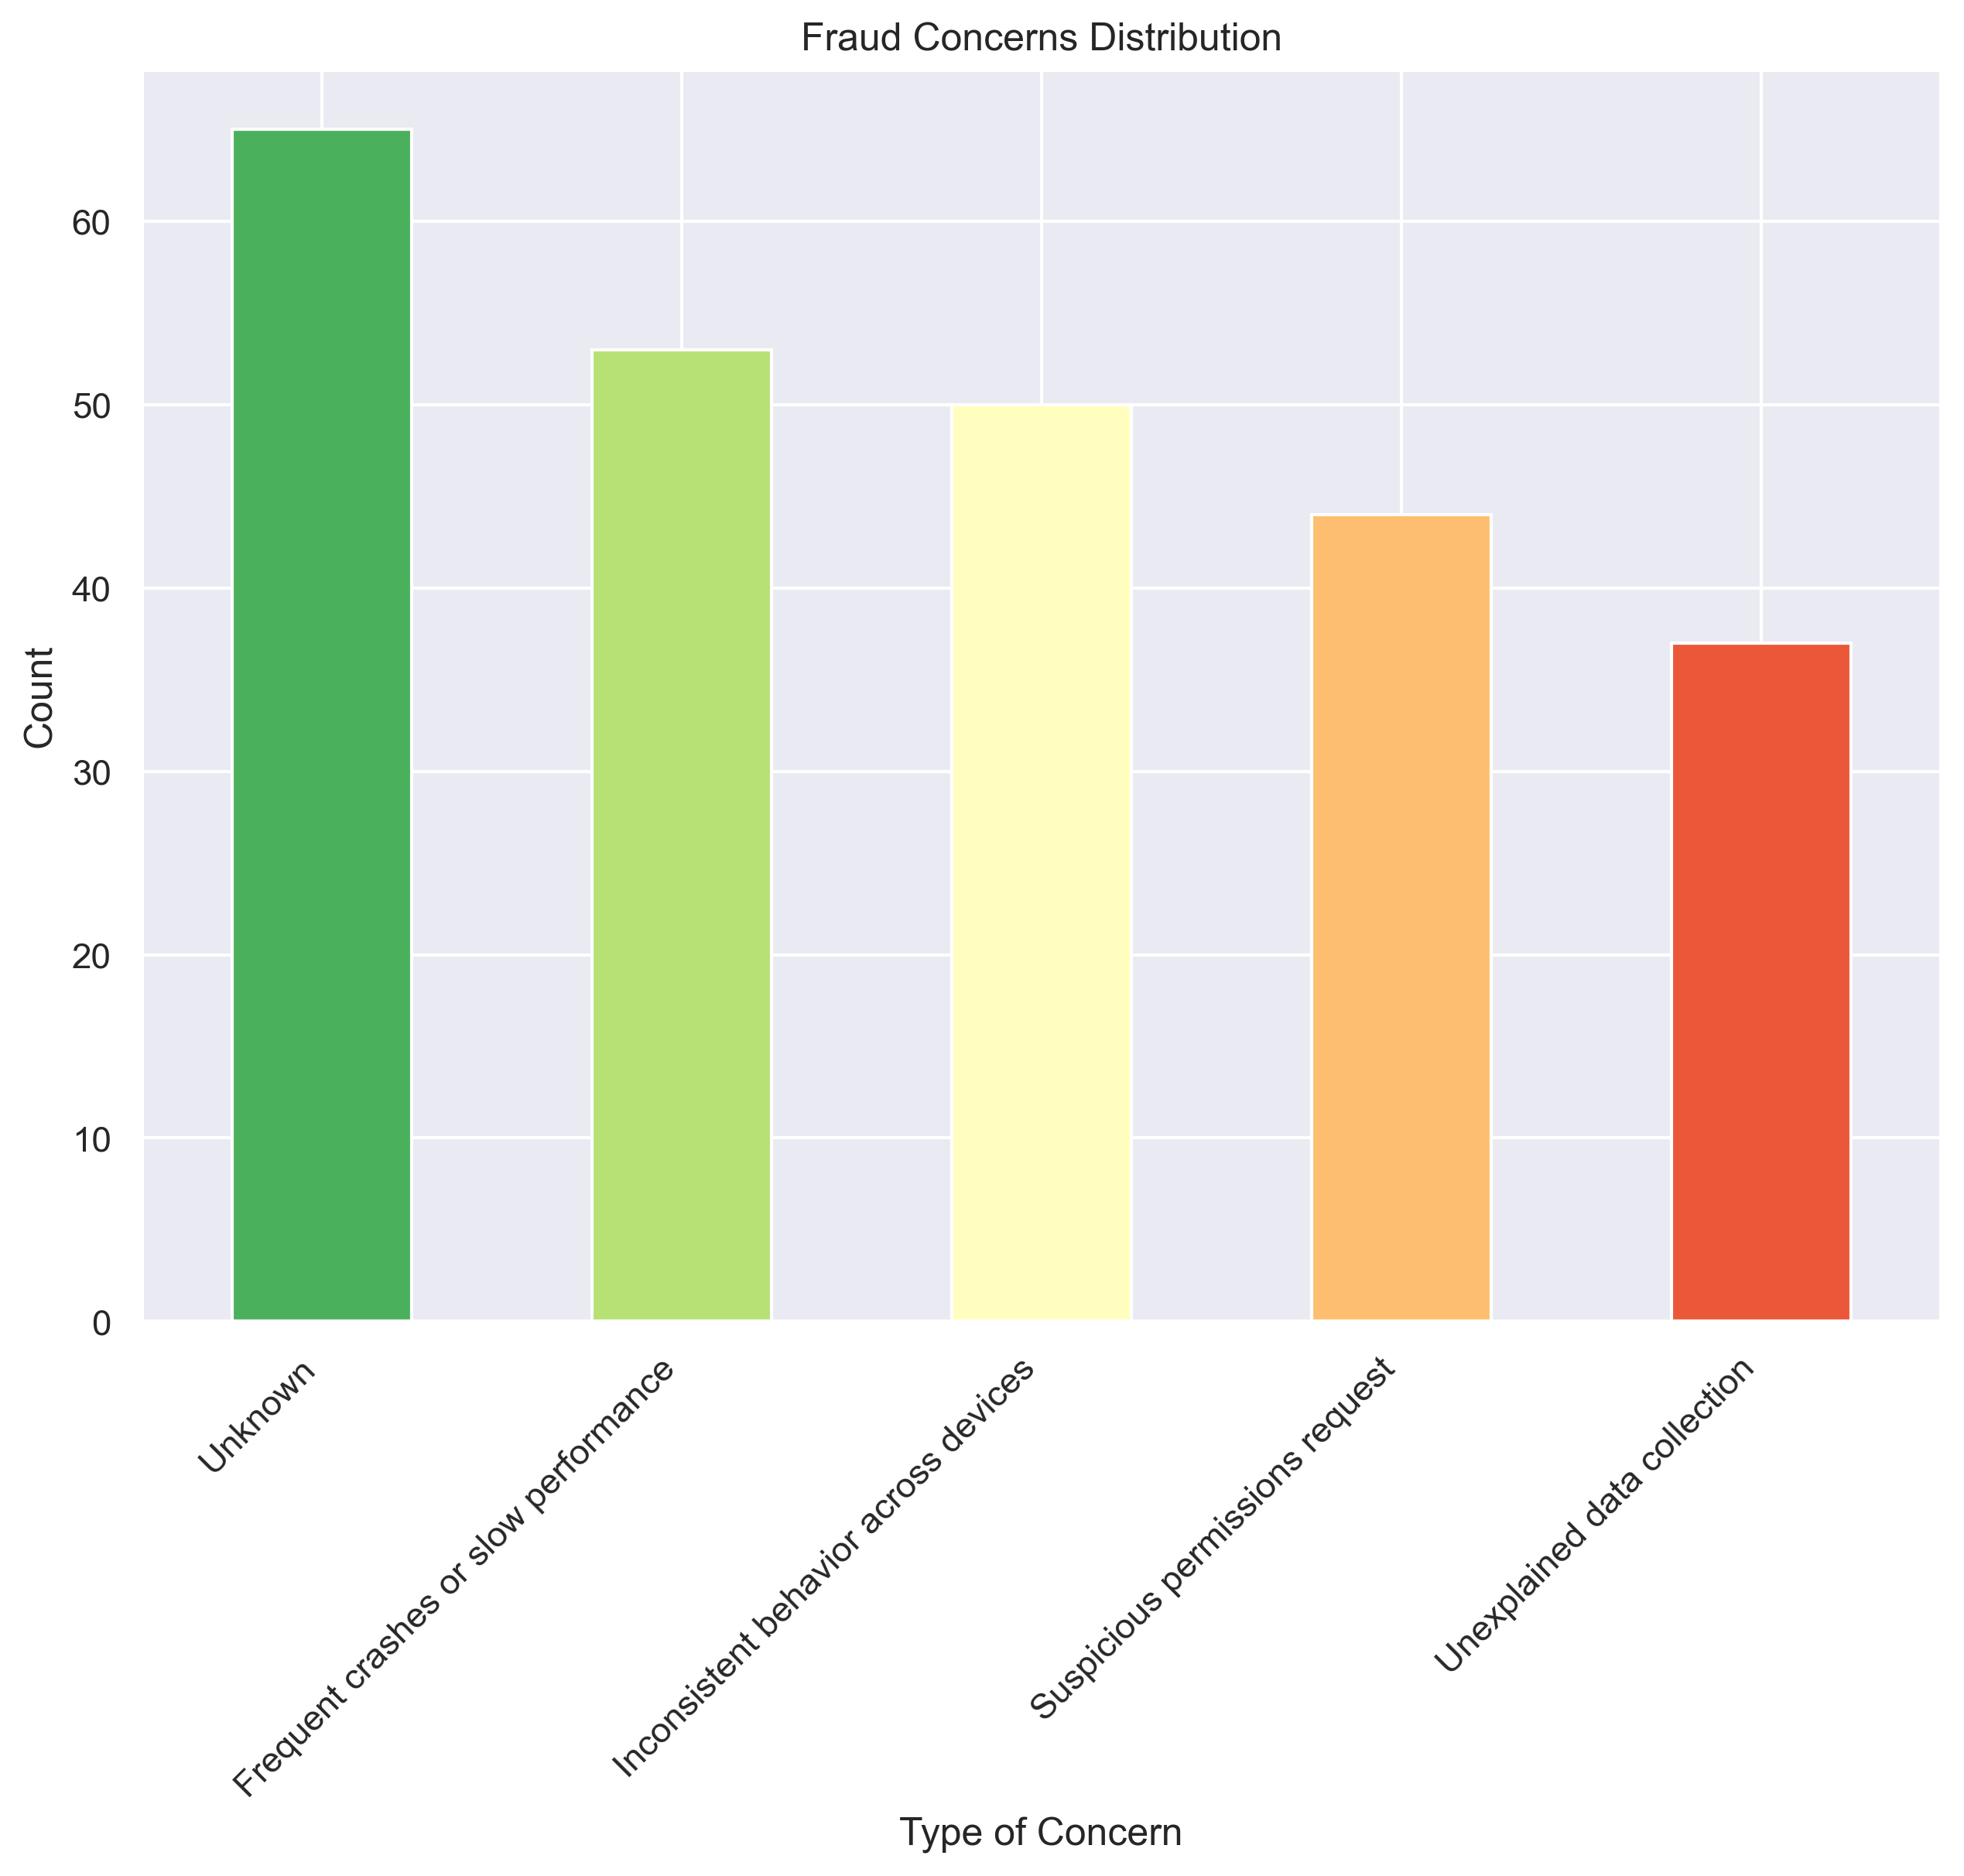 Fraud Concerns Distribution
Count
60
50
40
30
20
10
0
Unknown
Frequent crashes or slow performance
Inconsistent behavior across devices
Suspicious permissions request
Unexplained data collection
Type of Concern